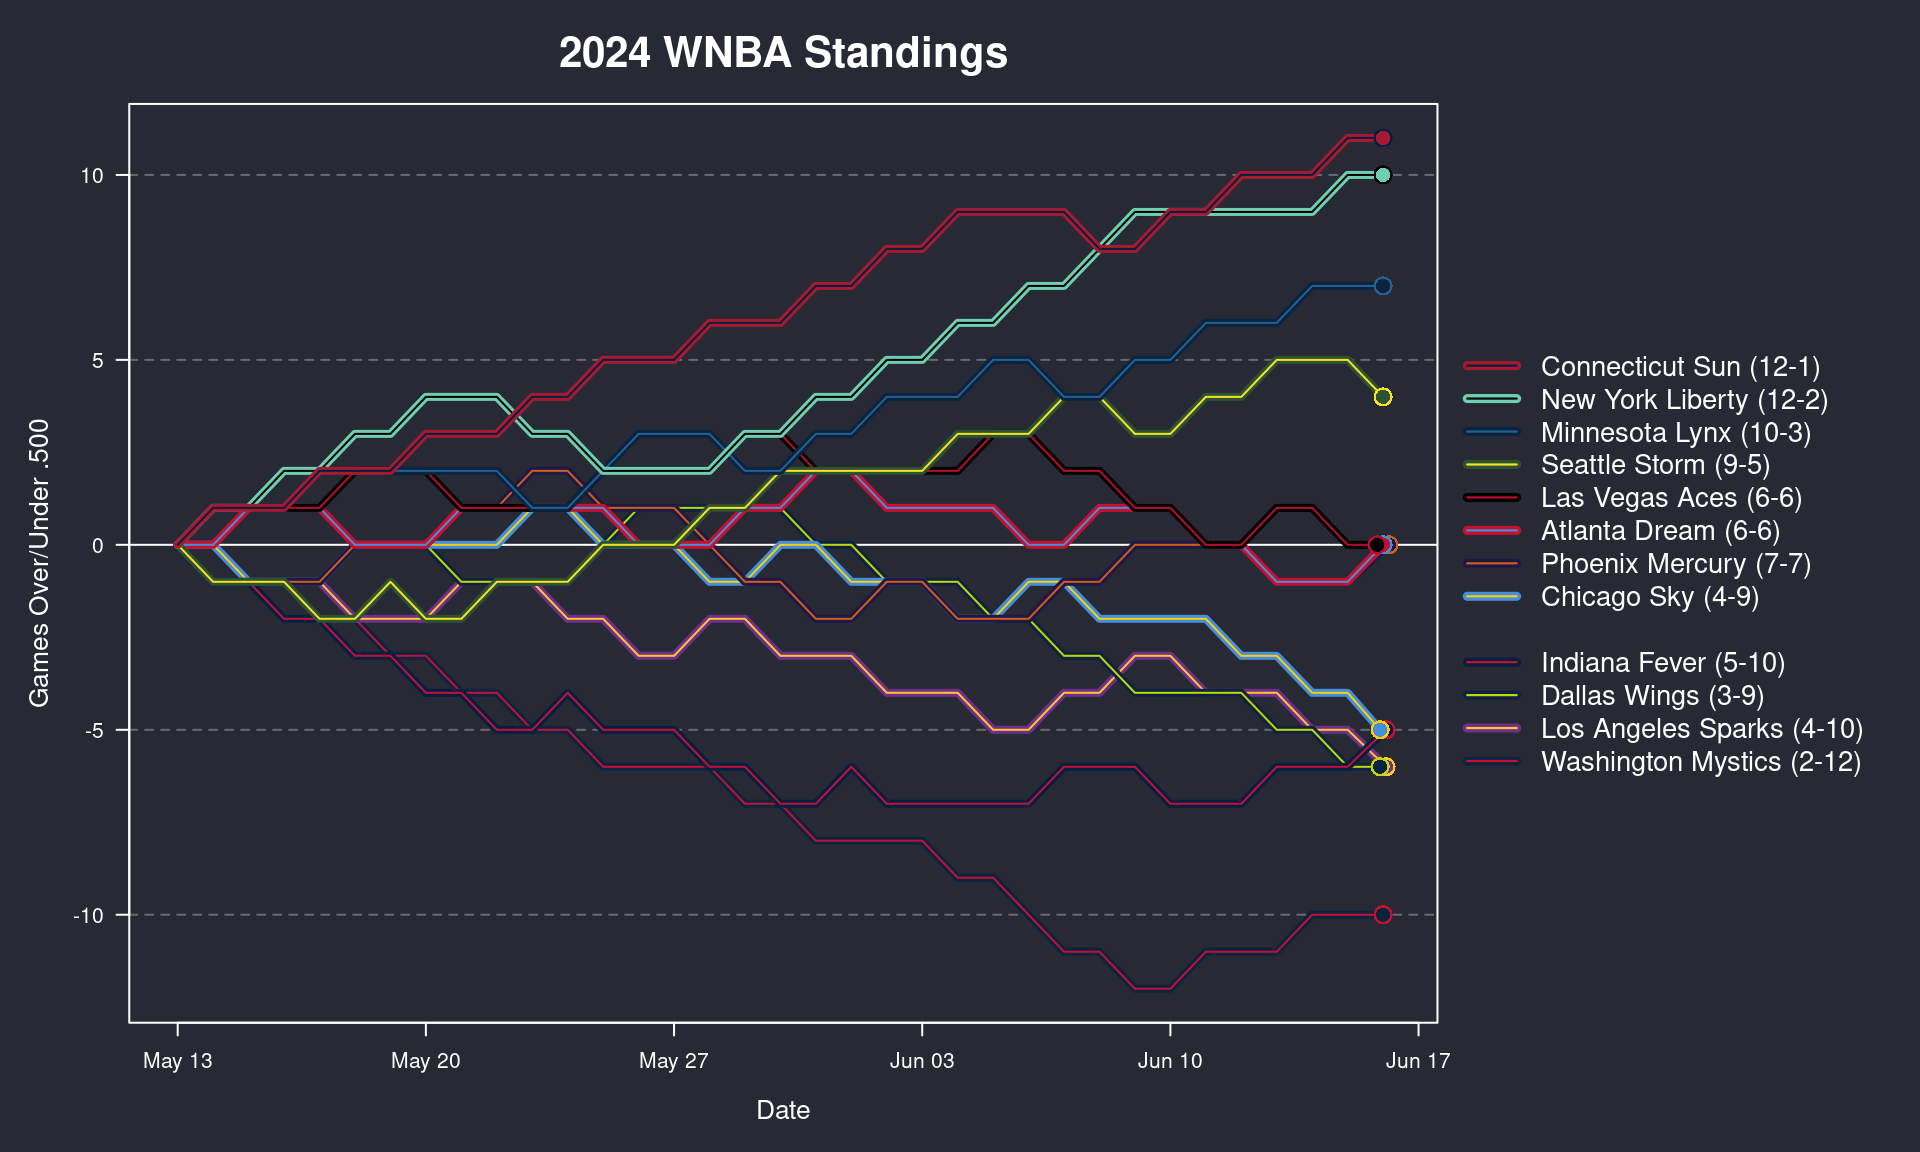 2024 WNBA Standings
Games Over/Under .500
10
5
0
-5
-10
May 13
May 20
May 27
Jun 03
Jun 10
Jun 17
Date
Connecticut Sun (12-1)
New York Liberty (12-2)
Minnesota Lynx (10-3)
Seattle Storm (9-5)
Las Vegas Aces (6-6)
Atlanta Dream (6-6)
Phoenix Mercury (7-7)
Chicago Sky (4-9)
Indiana Fever (5-10)
Dallas Wings (3-9)
Los Angeles Sparks (4-10)
Washington Mystics (2-12)